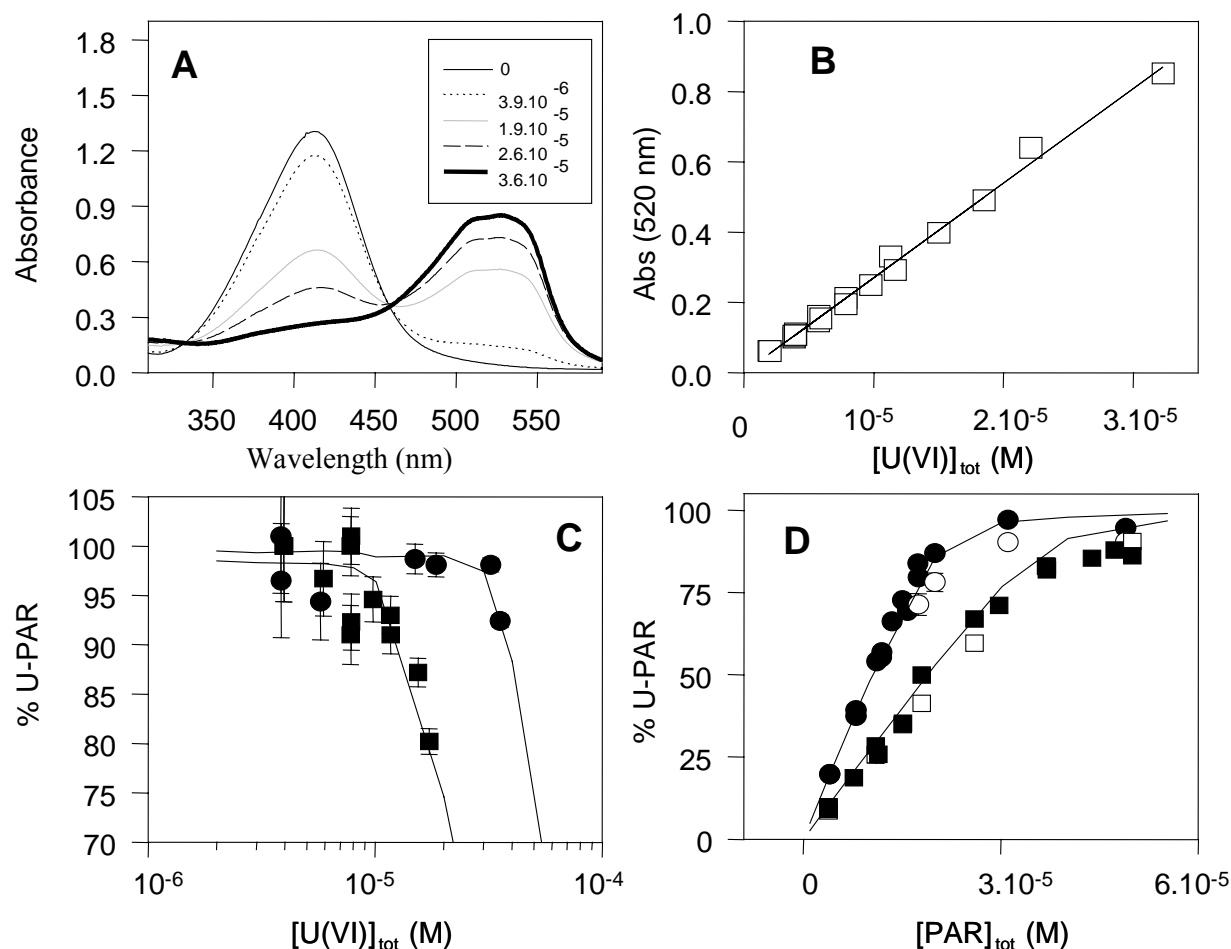 A
1.8
1.5
1.2
0.9
0.6
0.3
0.0
Absorbance
0
3.9.10-6
1.9.10-5
2.6.10-5
3.6.10-5
350 400 450 500 550
Wavelength (nm)
B
1.0
0.8
0.6
0.4
0.2
0.0
Abs (520 nm)
0 10-5 2.10-5 3.10-5
[U(VI)]tot (M)
C
105
100
95
90
85
80
75
70
% U-PAR
10-6 10-5 10-4
[U(VI)]tot (M)
D
100
75
50
25
0
% U-PAR
0 3.10-5 6.10-5
[PAR]tot (M)